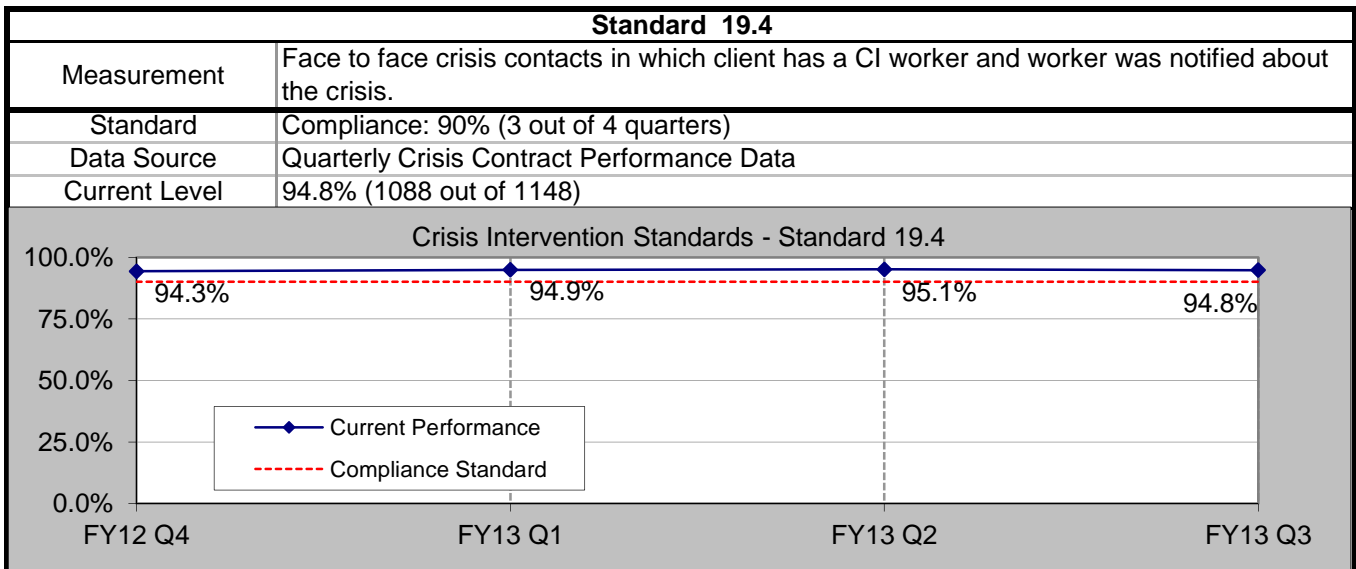 Standard 19.4
Measurement Face to face crisis contacts in which client has a CI worker and worker was notified about
the crisis.
Standard Compliance: 90% (3 out of 4 quarters)
Data Source Quarterly Crisis Contract Performance Data
Current Level 94.8% (1088 out of 1148)
Crisis Intervention Standards - Standard 19.4
100.0%
94.3% 94.9% 95.1% 94.8%
75.0%
50.0%
Current Performance
25.0%
Compliance Standard
0.0%
FY12 Q4 FY13 Q1 FY13 Q2 FY13 Q3